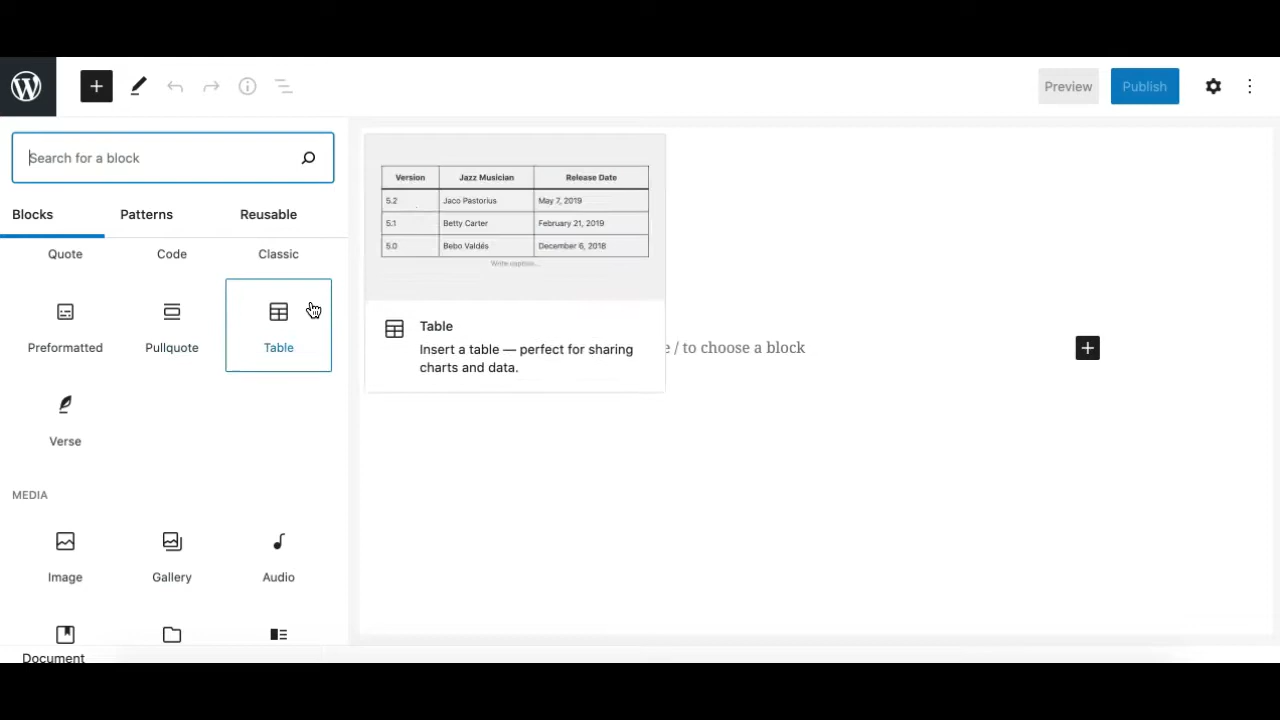 Preview
Publish
Search for a block
Blocks
Patterns
Reusable
Quote
Code
Classic
Preformatted
Pullquote
Table
Verse
MEDIA
Image
Gallery
Audio
Document
Version Jazz Musician Release Date
5.2 Jaco Pastorius May 7, 2019
5.1 Betty Carter February 21, 2019
5.0 Bebo Valdés December 6, 2018
Write caption...
Table
Insert a table — perfect for sharing
charts and data.
e / to choose a block